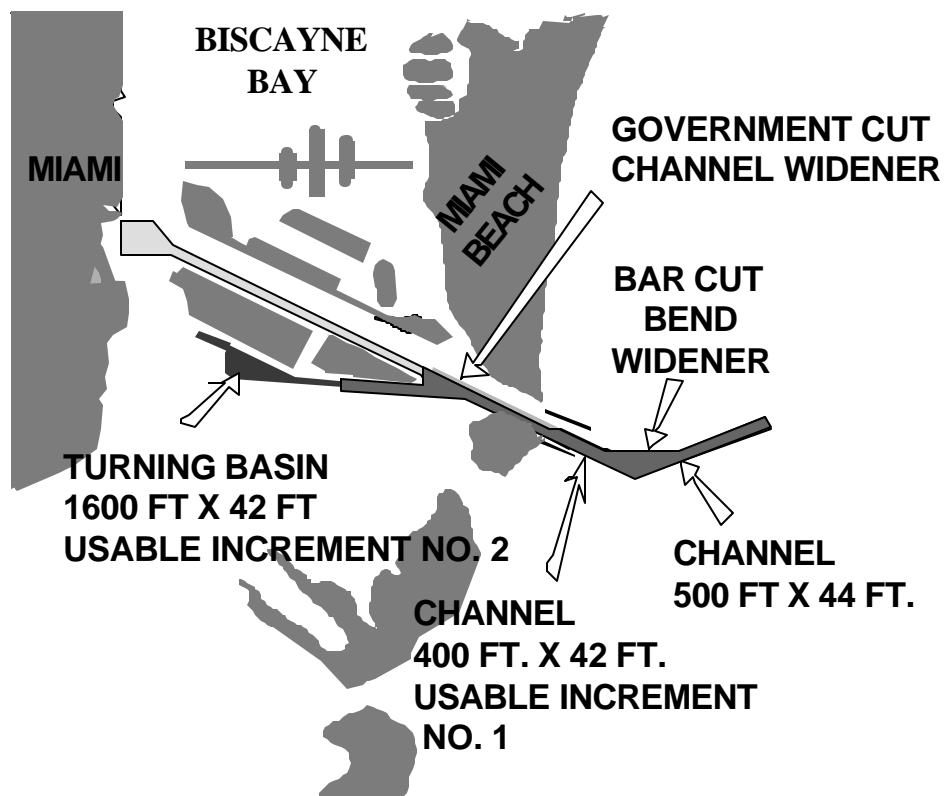 BISCAYNE
BAY
GOVERNMENT CUT
CHANNEL WIDENER
MIAMI
MIAMI
BEACH
BAR CUT
BEND
WIDENER
TURNING BASIN
1600 FT X 42 FT
USABLE INCREMENT NO. 2
CHANNEL
500 FT X 44 FT.
CHANNEL
400 FT. X 42 FT.
USABLE INCREMENT
NO. 1